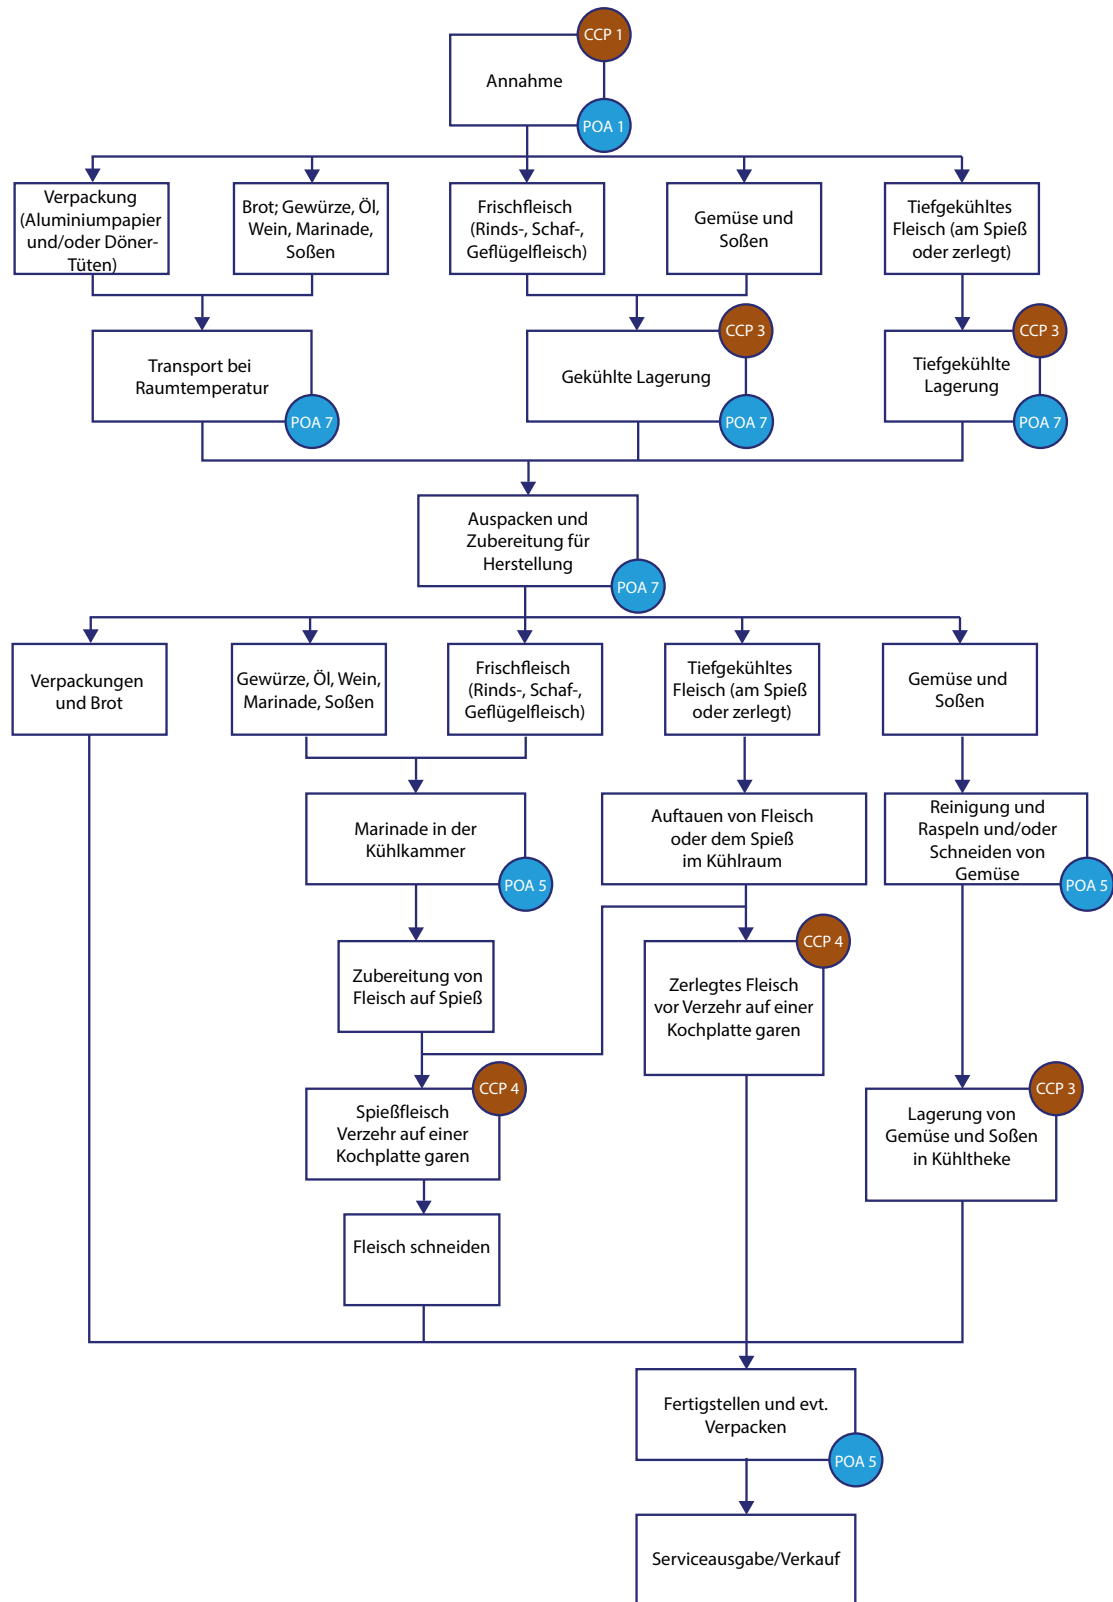 CCP 1
Annahme
POA 1
Verpackung
(Aluminiumpapier
und/oder Döner-
Tüten)
Brot; Gewürze, Öl,
Wein, Marinade,
Soßen
Frischfleisch
(Rinds-, Schaf-,
Geflügelfleisch)
Gemüse und
Soßen
Tiefgekühltes
Fleisch (am Spieß
oder zerlegt)
Transport bei
Raumtemperatur
POA 7
CCP 3
Gekühlte Lagerung
POA 7
CCP 3
Tiefgekühlte
Lagerung
POA 7
Auspacken und
Zubereitung für
Herstellung
POA 7
Verpackungen
und Brot
Gewürze, Öl, Wein,
Marinade, Soßen
Frischfleisch
(Rinds-, Schaf-,
Geflügelfleisch)
Tiefgekühltes
Fleisch (am Spieß
oder zerlegt)
Gemüse und
Soßen
Marinade in der
Kühlkammer
POA 5
Auftauen von Fleisch
oder dem Spieß
im Kühlraum
Reinigung und
Raspeln und/oder
Schneiden von
Gemüse
POA 5
Zubereitung von
Fleisch auf Spieß
CCP 4
Zerlegtes Fleisch
vor Verzehr auf einer
Kochplatte garen
CCP 4
Spießfleisch
Verzehr auf einer
Kochplatte garen
CCP 3
Lagerung von
Gemüse und Soßen
in Kühltheke
Fleisch schneiden
Fertigstellen und evt.
Verpacken
POA 5
Serviceausgabe/Verkauf